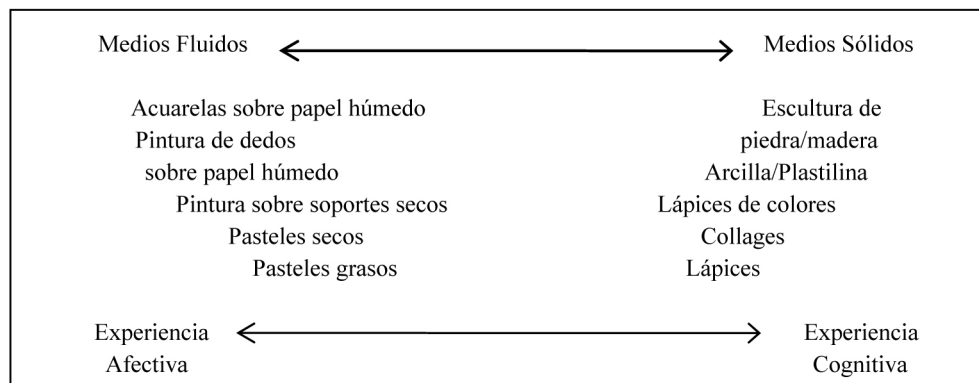 Medios Fluidos Medios Sólidos
Acuarelas sobre papel húmedo Escultura de
Pintura de dedos piedra/madera
sobre papel húmedo Arcilla/Plastilina
Pintura sobre soportes secos Lápices de colores
Pasteles secos Collages
Pasteles grasos Lápices
Experiencia Experiencia
Afectiva Cognitiva